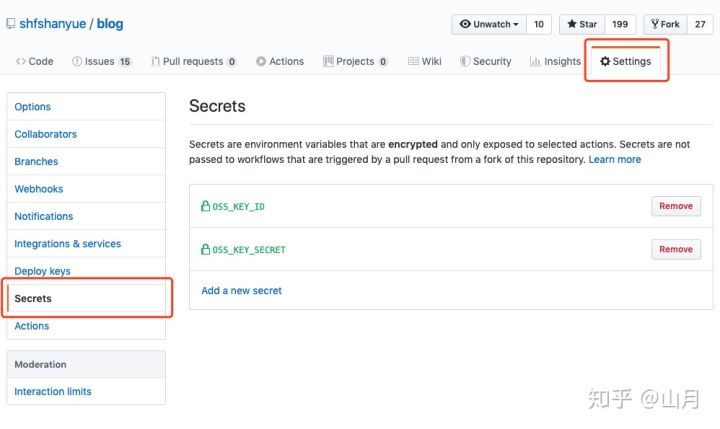 shfshanyue / blog
Unwatch 10 Star 199 Fork 27
Code Issues 15 Pull requests 0 Actions Projects 0 Wiki Security Insights Settings
Options
Collaborators
Branches
Webhooks
Notifications
Integrations & services
Deploy keys
Secrets
Actions
Moderation
Interaction limits
Secrets
Secrets are environment variables that are encrypted and only exposed to selected actions. Secrets are not
passed to workflows that are triggered by a pull request from a fork of this repository. Learn more
OSS_KEY_ID Remove
OSS_KEY_SECRET Remove
Add a new secret
知乎 @山月